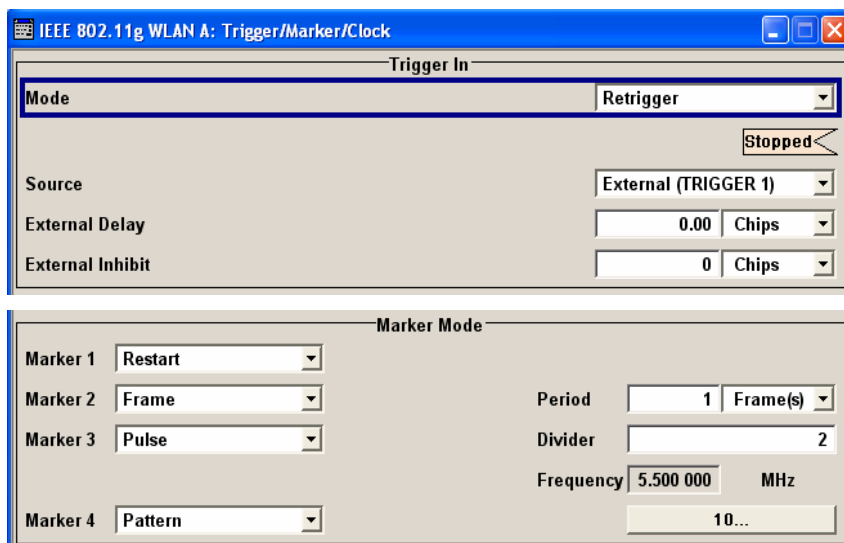 IEEE 802.11g WLAN A: Trigger/Marker/Clock
Trigger In
Mode Retrigger
Stopped
Source External (TRIGGER 1)
External Delay 0.00 Chips
External Inhibit 0 Chips
Marker Mode
Marker 1 Restart
Marker 2 Frame Period 1 Frame(s)
Marker 3 Pulse Divider 2
Frequency 5.500 000 MHz
Marker 4 Pattern 10...